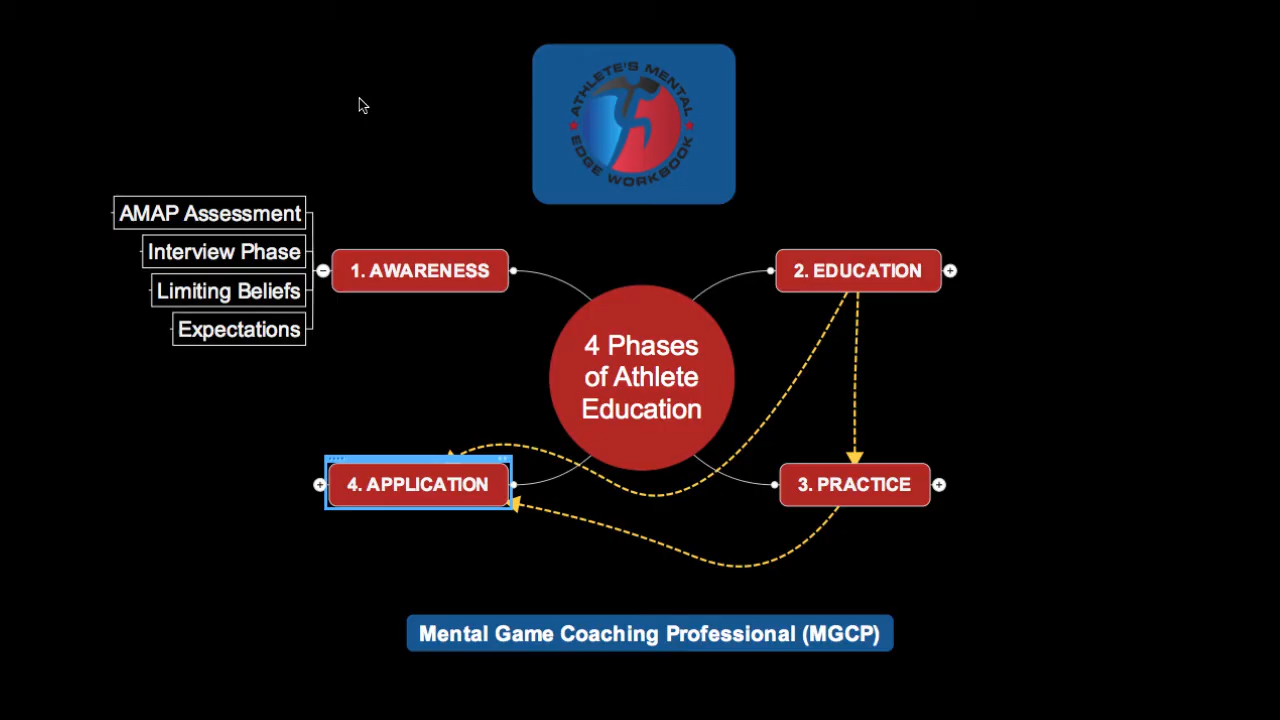 ATHLETE'S MENTAL
EDGE WORKBOOK
AMAP Assessment
Interview Phase
Limiting Beliefs
Expectations
1. AWARENESS
2. EDUCATION
4 Phases
of Athlete
Education
4. APPLICATION
3. PRACTICE
Mental Game Coaching Professional (MGCP)